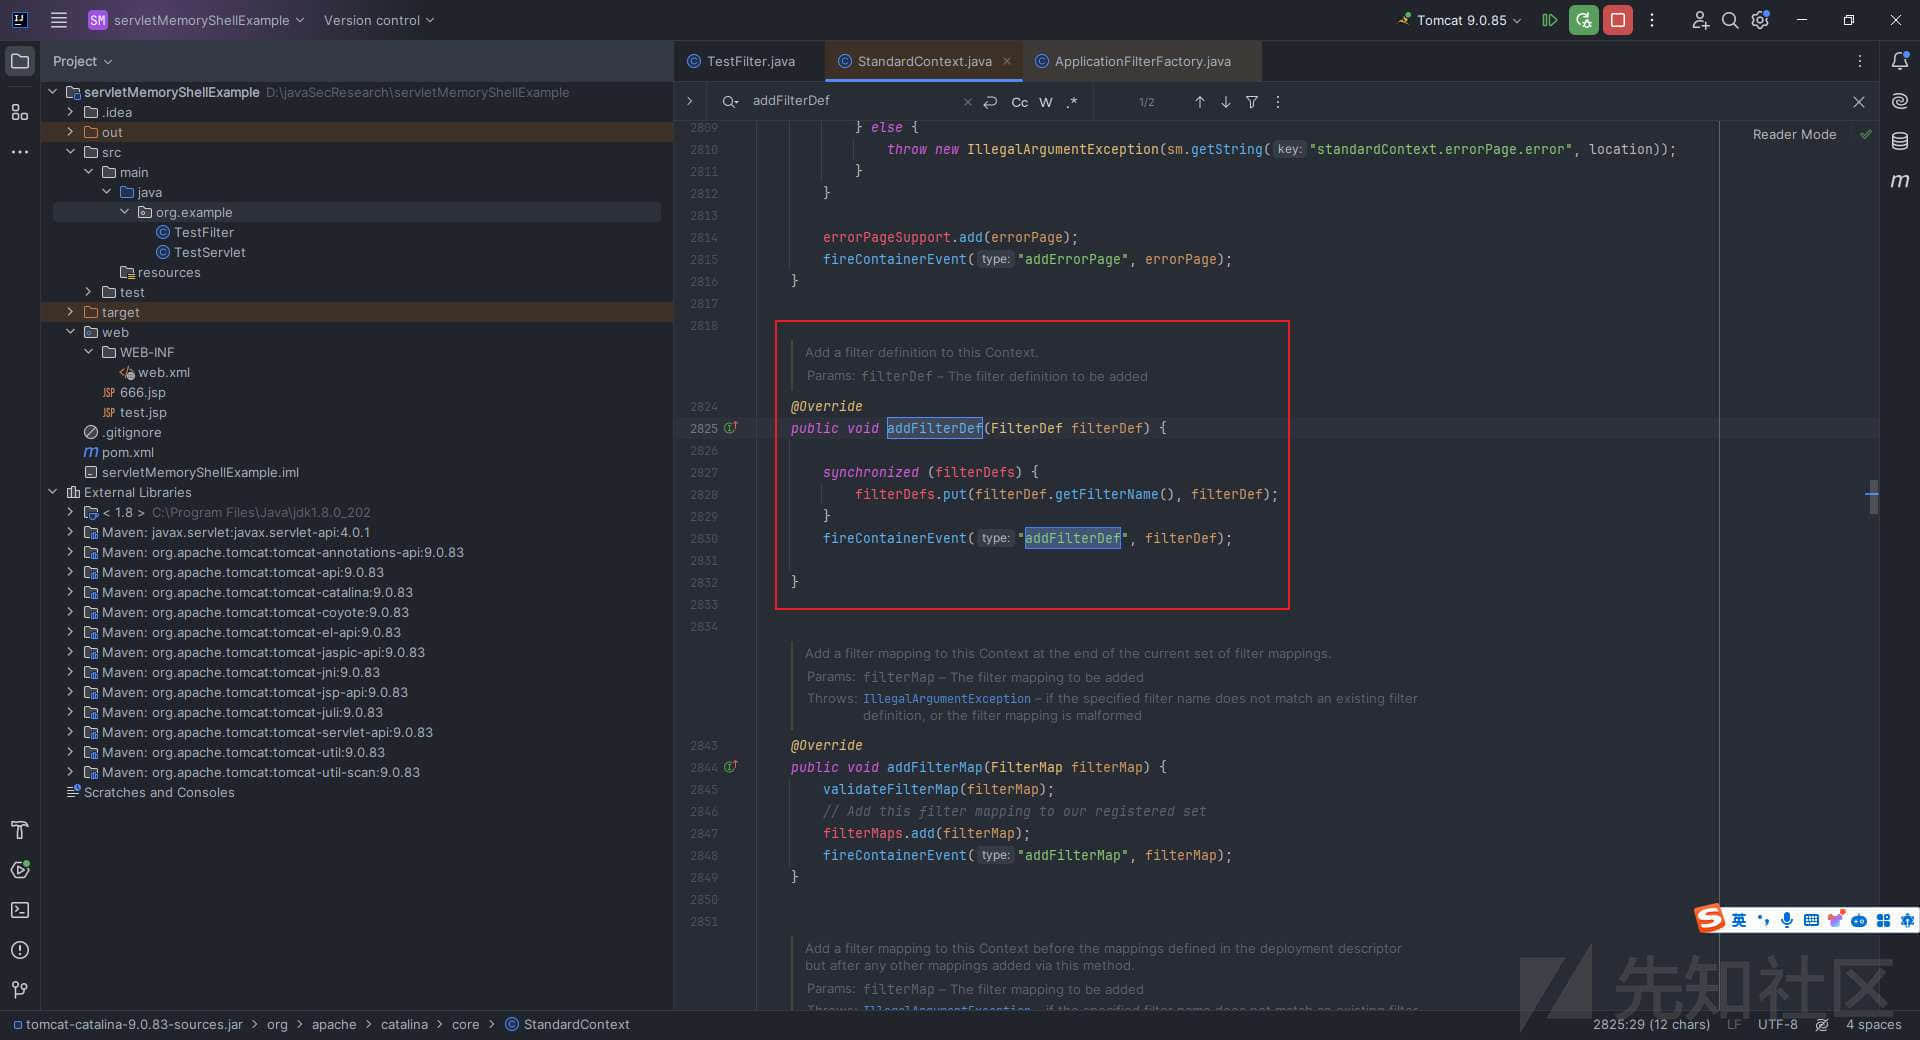 SM servletMemoryShellExample Version control Tomcat 9.0.85
Project
TestFilter.java StandardContext.java ApplicationFilterFactory.java
servletMemoryShellExample D:\javaSecResearch\servletMemoryShellExample
.idea
out
src
main
java
org.example
TestFilter
TestServlet
resources
test
target
web
WEB-INF
web.xml
JSP 666.jsp
JSP test.jsp
.gitignore
m pom.xml
servletMemoryShellExample.iml
External Libraries
< 1.8 > C:\Program Files\Java\jdk1.8.0_202
Maven: javax.servlet:javax.servlet-api:4.0.1
Maven: org.apache.tomcat:tomcat-annotations-api:9.0.83
Maven: org.apache.tomcat:tomcat-api:9.0.83
Maven: org.apache.tomcat:tomcat-catalina:9.0.83
Maven: org.apache.tomcat:tomcat-coyote:9.0.83
Maven: org.apache.tomcat:tomcat-el-api:9.0.83
Maven: org.apache.tomcat:tomcat-jaspic-api:9.0.83
Maven: org.apache.tomcat:tomcat-jni:9.0.83
Maven: org.apache.tomcat:tomcat-jsp-api:9.0.83
Maven: org.apache.tomcat:tomcat-juli:9.0.83
Maven: org.apache.tomcat:tomcat-servlet-api:9.0.83
Maven: org.apache.tomcat:tomcat-util:9.0.83
Maven: org.apache.tomcat:tomcat-util-scan:9.0.83
Scratches and Consoles
addFilterDef Cc W .* 1/2
Reader Mode
2809 } else {
2810 throw new IllegalArgumentException(sm.getString( key: "standardContext.errorPage.error", location));
2811 }
2812 }
2813
2814 errorPageSupport.add(errorPage);
2815 fireContainerEvent( type: "addErrorPage", errorPage);
2816 }
2817
2818
Add a filter definition to this Context.
Params: filterDef – The filter definition to be added
2824 @Override
2825 public void addFilterDef(FilterDef filterDef) {
2826
2827 synchronized (filterDefs) {
2828 filterDefs.put(filterDef.getFilterName(), filterDef);
2829 }
2830 fireContainerEvent( type: "addFilterDef", filterDef);
2831
2832 }
2833
2834
Add a filter mapping to this Context at the end of the current set of filter mappings.
Params: filterMap – The filter mapping to be added
Throws: IllegalArgumentException – if the specified filter name does not match an existing filter
definition, or the filter mapping is malformed
2843 @Override
2844 public void addFilterMap(FilterMap filterMap) {
2845 validateFilterMap(filterMap);
2846 // Add this filter mapping to our registered set
2847 filterMaps.add(filterMap);
2848 fireContainerEvent( type: "addFilterMap", filterMap);
2849 }
2850
2851
Add a filter mapping to this Context before the mappings defined in the deployment descriptor
but after any other mappings added via this method.
Params: filterMap – The filter mapping to be added
Throws: IllegalArgumentException – if the specified filter name does not match an existing filter
英
先知社区
tomcat-catalina-9.0.83-sources.jar > org > apache > catalina > core > StandardContext
2825:29 (12 chars) LF UTF-8 4 spaces